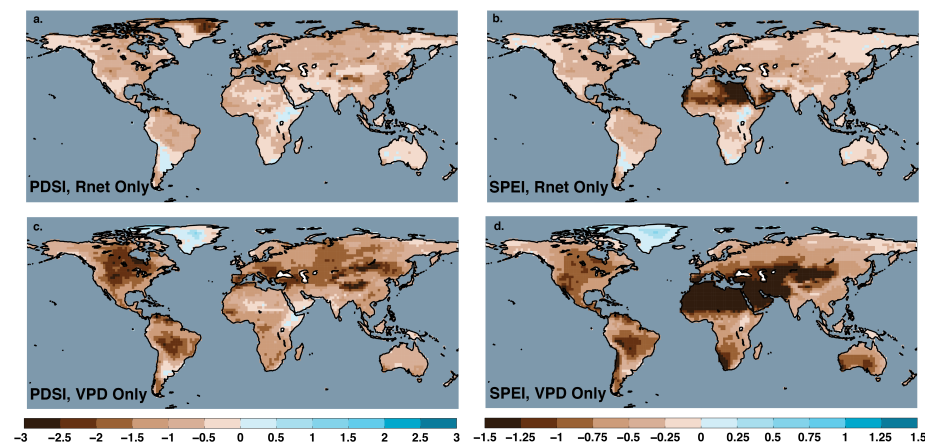 a.
b.
PDSI, Rnet Only
SPEI, Rnet Only
c.
d.
PDSI, VPD Only
SPEI, VPD Only
−3 −2.5 −2 −1.5 −1 −0.5 0 0.5 1 1.5 2 2.5 3
−1.5 −1.25 −1 −0.75 −0.5 −0.25 0 0.25 0.5 0.75 1 1.25 1.5